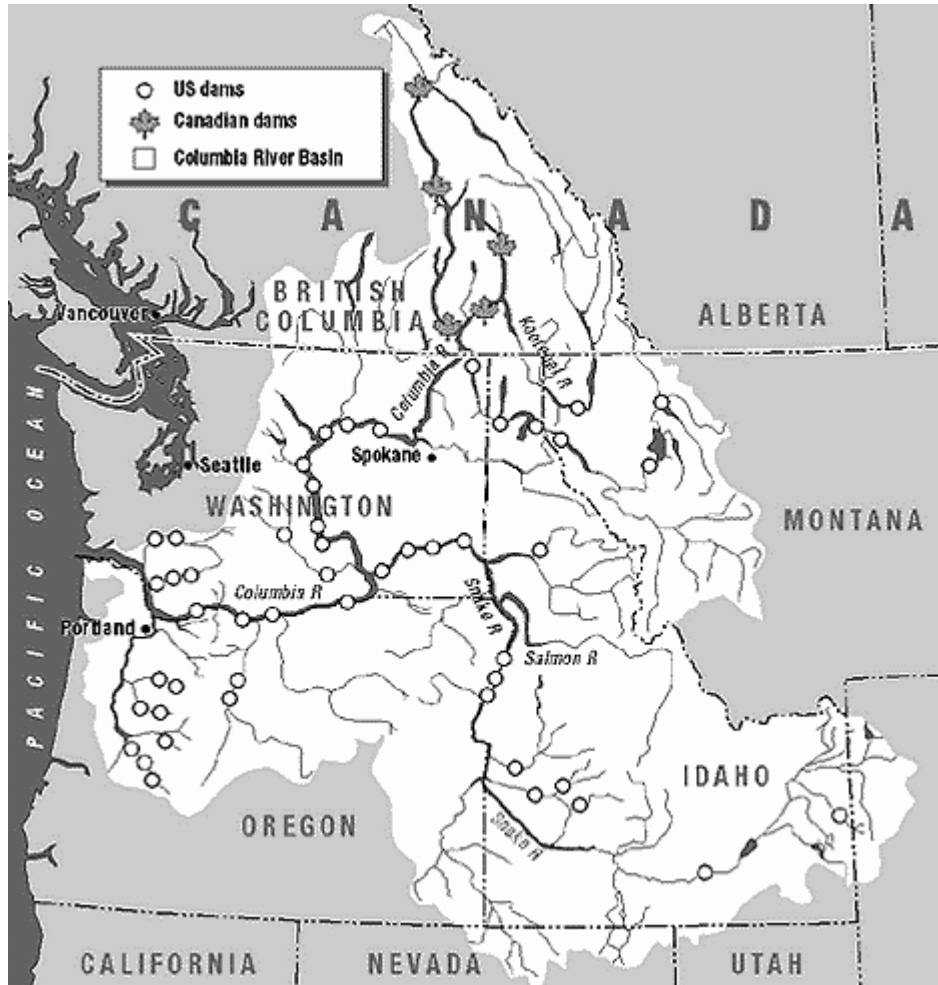 US dams
Canadian dams
Columbia River Basin
C A N A D A
BRITISH
COLUMBIA
ALBERTA
Vancouver
Kootenai R
Columbia R
Spokane
Seattle
WASHINGTON
MONTANA
PACIFIC OCEAN
Columbia R
Snake R
Portland
Salmon R
IDAHO
OREGON
Snake R
CALIFORNIA
NEVADA
UTAH